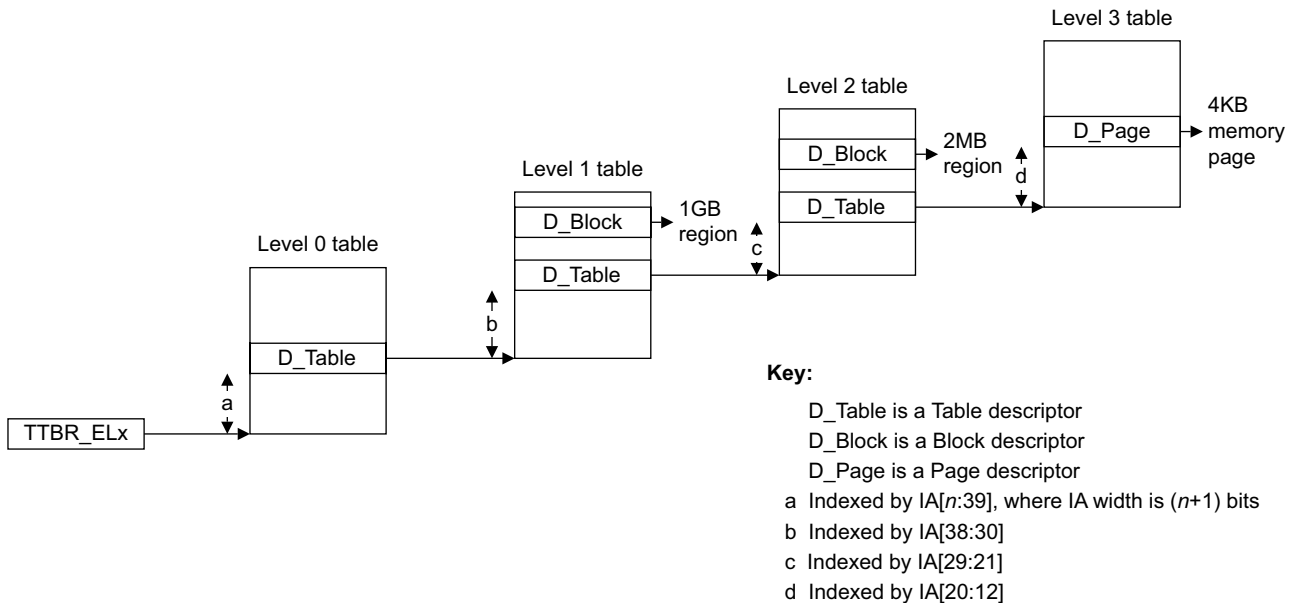 Level 3 table
D_Page
4KB
memory
page
d
Level 2 table
D_Block
2MB
region
D_Table
c
Level 1 table
D_Block
1GB
region
D_Table
b
Level 0 table
D_Table
a
TTBR_ELx
Key:
D_Table is a Table descriptor
D_Block is a Block descriptor
D_Page is a Page descriptor
a Indexed by IA[n:39], where IA width is (n+1) bits
b Indexed by IA[38:30]
c Indexed by IA[29:21]
d Indexed by IA[20:12]